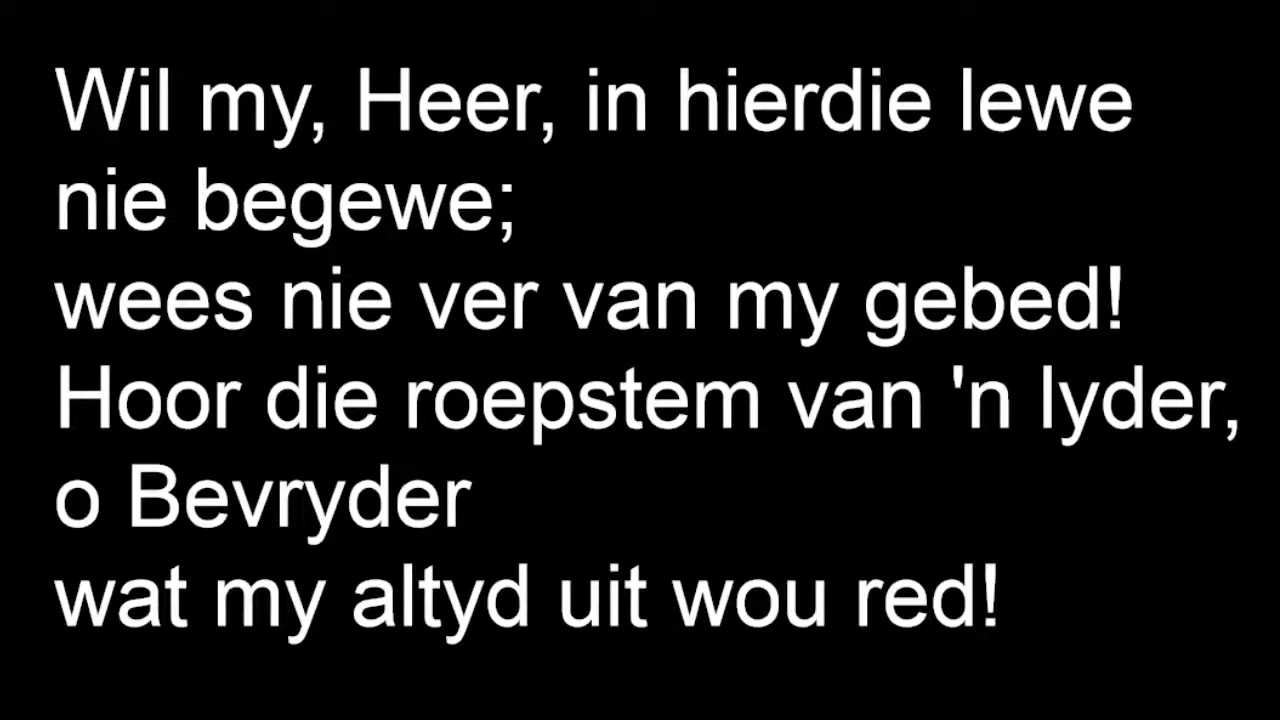 Wil my, Heer, in hierdie lewe
nie begewe;
wees nie ver van my gebed!
Hoor die roepstem van 'n lyder,
o Bevryder
wat my altyd uit wou red!